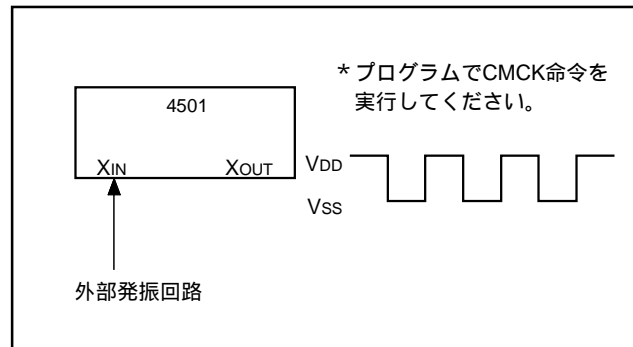 * プログラムでCMCK命令を
実行してください。
4501
XIN
XOUT
VDD
VSS
外部発振回路